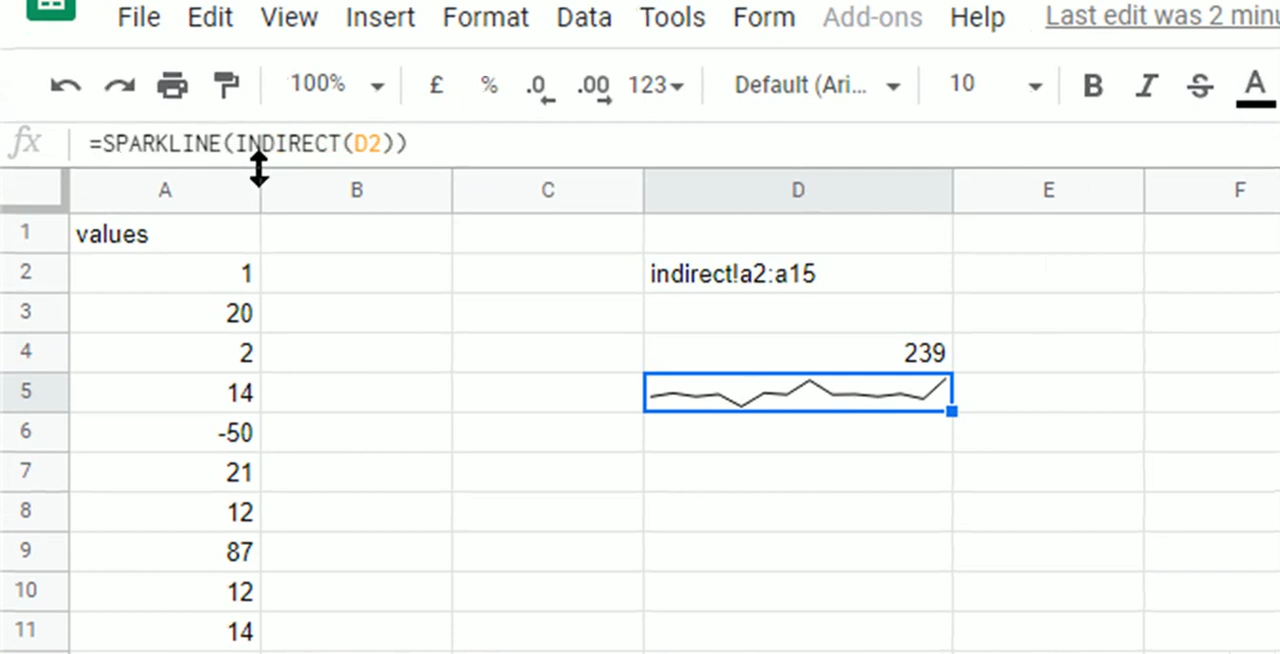 File Edit View Insert Format Data Tools Form Add-ons Help Last edit was 2 minu
100% £ % .0 .00 123 Default (Ari... 10 B I S A
fx =SPARKLINE(INDIRECT(D2))
A B C D E F
1 values
2 1 indirect!a2:a15
3 20
4 2 239
5 14
6 -50
7 21
8 12
9 87
10 12
11 14